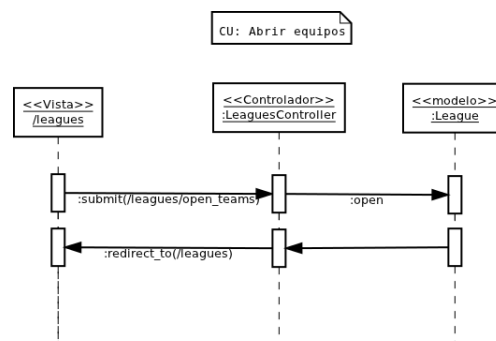 CU: Abrir equipos
<<Vista>>
/leagues
<<Controlador>>
:LeaguesController
<<modelo>>
:League
:submit(/leagues/open_teams)
:open
:redirect_to(/leagues)